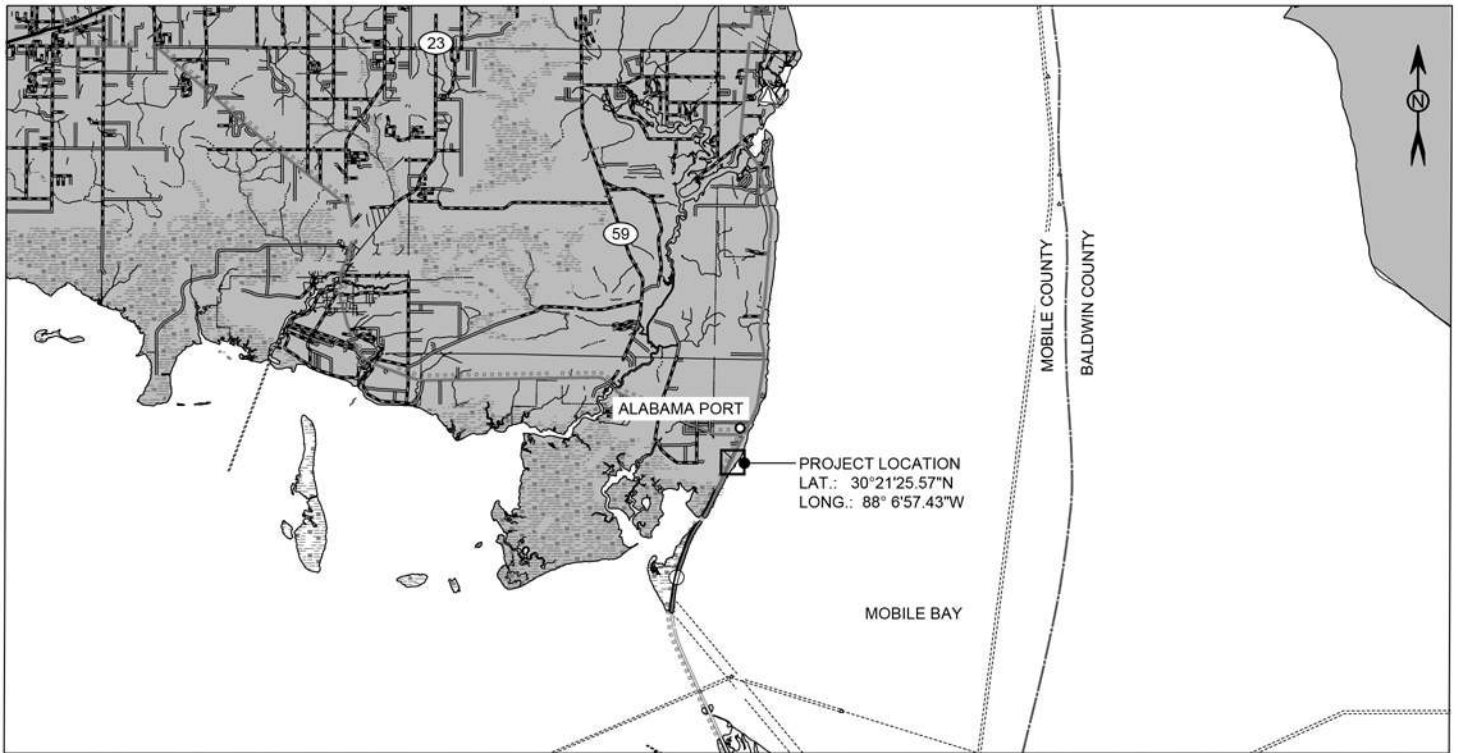 23
N
59
MOBILE COUNTY
BALDWIN COUNTY
ALABAMA PORT
PROJECT LOCATION
LAT.: 30°21'25.57"N
LONG.: 88° 6'57.43"W
MOBILE BAY